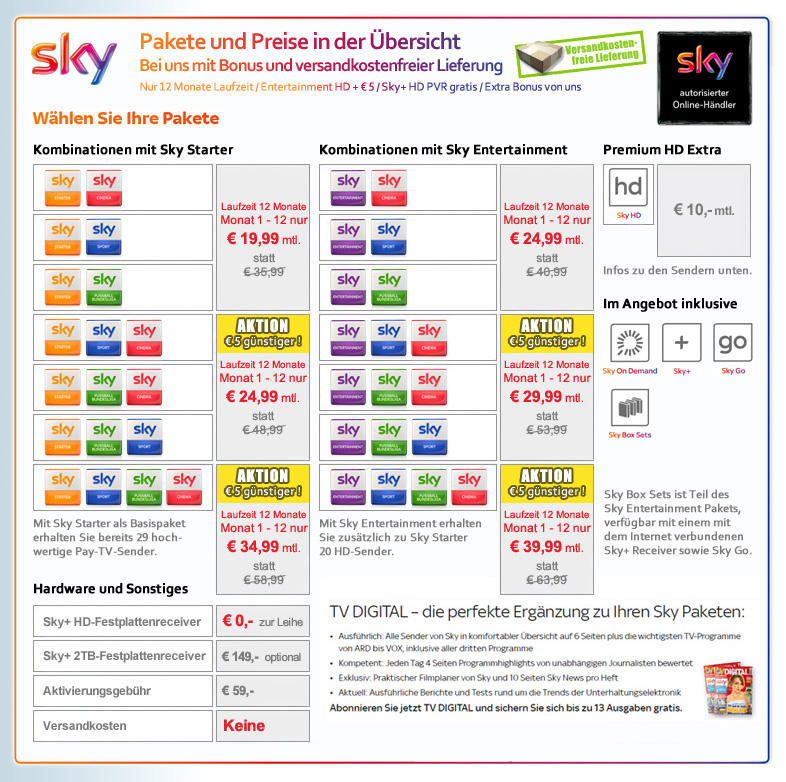 sky
Pakete und Preise in der Übersicht
Bei uns mit Bonus und versandkostenfreier Lieferung
Nur 12 Monate Laufzeit / Entertainment HD + € 5 / Sky+ HD PVR gratis / Extra Bonus von uns
Versandkosten-
freie Lieferung
sky
autorisierter
Online-Händler
Wählen Sie Ihre Pakete
Kombinationen mit Sky Starter
sky STARTER sky CINEMA
sky STARTER sky SPORT
sky STARTER sky FUSSBALL BUNDESLIGA
Laufzeit 12 Monate
Monat 1 - 12 nur
€ 19,99 mtl.
statt
€ 35,99
sky STARTER sky SPORT sky CINEMA
sky STARTER sky FUSSBALL BUNDESLIGA sky CINEMA
sky STARTER sky FUSSBALL BUNDESLIGA sky SPORT
AKTION
€ 5 günstiger !
Laufzeit 12 Monate
Monat 1 - 12 nur
€ 24,99 mtl.
statt
€ 48,99
sky STARTER sky SPORT sky FUSSBALL BUNDESLIGA sky CINEMA
AKTION
€ 5 günstiger !
Laufzeit 12 Monate
Monat 1 - 12 nur
€ 34,99 mtl.
statt
€ 58,99
Mit Sky Starter als Basispaket
erhalten Sie bereits 29 hoch-
wertige Pay-TV-Sender.
Kombinationen mit Sky Entertainment
sky ENTERTAINMENT sky CINEMA
sky ENTERTAINMENT sky SPORT
sky ENTERTAINMENT sky FUSSBALL BUNDESLIGA
Laufzeit 12 Monate
Monat 1 - 12 nur
€ 24,99 mtl.
statt
€ 40,99
sky ENTERTAINMENT sky SPORT sky CINEMA
sky ENTERTAINMENT sky FUSSBALL BUNDESLIGA sky CINEMA
sky ENTERTAINMENT sky FUSSBALL BUNDESLIGA sky SPORT
AKTION
€ 5 günstiger !
Laufzeit 12 Monate
Monat 1 - 12 nur
€ 29,99 mtl.
statt
€ 53,99
sky ENTERTAINMENT sky SPORT sky FUSSBALL BUNDESLIGA sky CINEMA
AKTION
€ 5 günstiger !
Laufzeit 12 Monate
Monat 1 - 12 nur
€ 39,99 mtl.
statt
€ 63,99
Mit Sky Entertainment erhalten
Sie zusätzlich zu Sky Starter
20 HD-Sender.
Premium HD Extra
hd
Sky HD
€ 10,- mtl.
Infos zu den Sendern unten.
Im Angebot inklusive
+ go
Sky On Demand Sky+ Sky Go
Sky Box Sets
Sky Box Sets ist Teil des
Sky Entertainment Pakets,
verfügbar mit einem mit
dem Internet verbundenen
Sky+ Receiver sowie Sky Go.
Hardware und Sonstiges
Sky+ HD-Festplattenreceiver € 0,- zur Leihe
Sky+ 2TB-Festplattenreceiver € 149,- optional
Aktivierungsgebühr € 59,-
Versandkosten Keine
TV DIGITAL – die perfekte Ergänzung zu Ihren Sky Paketen:
• Ausführlich: Alle Sender von Sky in komfortabler Übersicht auf 6 Seiten plus die wichtigsten TV-Programme
von ARD bis VOX, inklusive aller dritten Programme
• Kompetent: Jeden Tag 4 Seiten Programmhighlights von unabhängigen Journalisten bewertet
• Exklusiv: Praktischer Filmplaner von Sky und 10 Seiten Sky News pro Heft
• Aktuell: Ausführliche Berichte und Tests rund um die Trends der Unterhaltungselektronik
Abonnieren Sie jetzt TV DIGITAL und sichern Sie sich bis zu 13 Ausgaben gratis.
DIGITAL